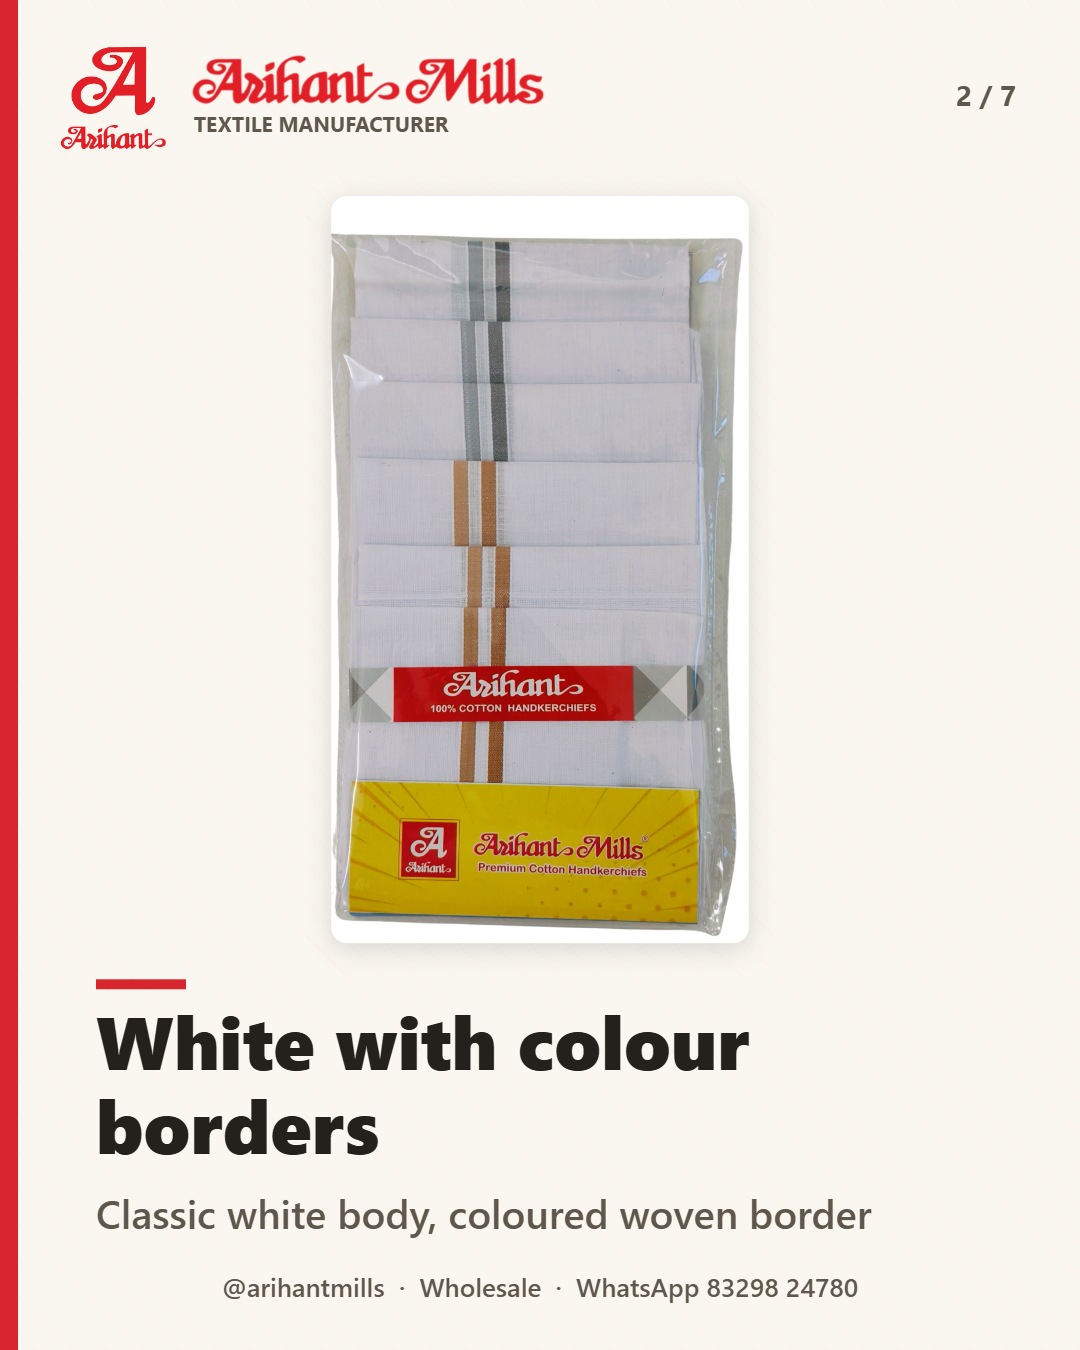 A
Arihant
Arihant Mills
TEXTILE MANUFACTURER
2 / 7
Arihant
100% COTTON HANDKERCHIEFS
A
Arihant
Arihant Mills®
Premium Cotton Handkerchiefs
White with colour
borders
Classic white body, coloured woven border
@arihantmills · Wholesale · WhatsApp 83298 24780